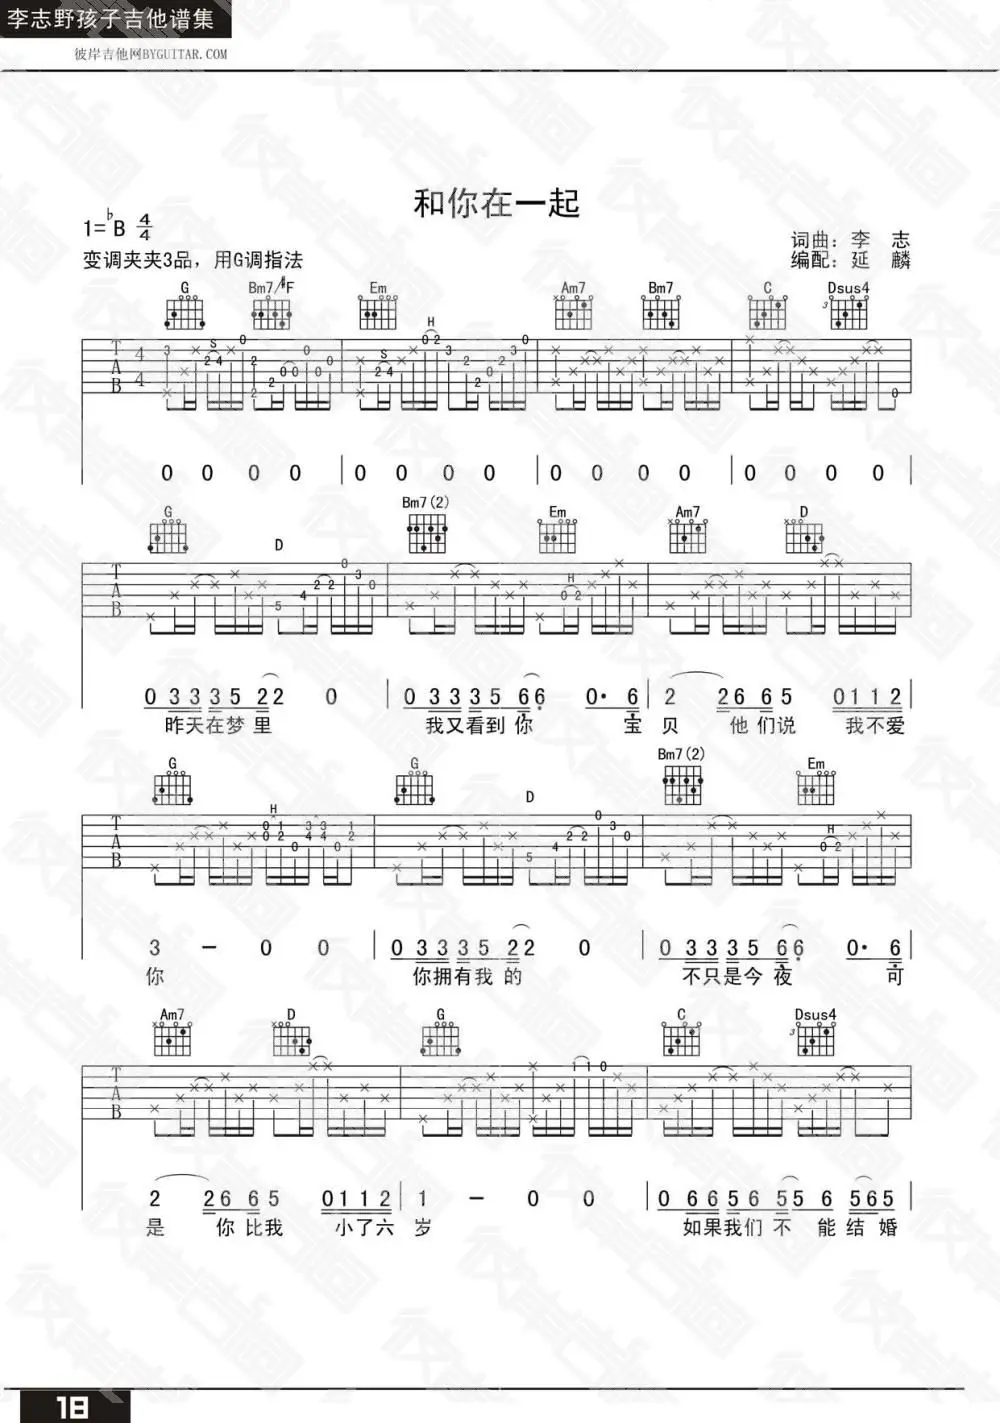 李志野孩子吉他谱集
彼岸吉他网BYGUITAR.COM
和你在一起
1=♭B 4/4
词曲：李 志
变调夹夹3品，用G调指法
编配：延 麟
G Bm7/#F Em Am7 Bm7 C Dsus4
3 3
H
S S
T A B 4/4
0 0 0 0 | 0 0 0 0 | 0 0 0 0 | 0 0 0 0
G D Bm7(2) Em Am7 D
H
T A B
0 3 3 3 5 2 2 0 | 0 3 3 3 5 6 6 0· 6 | 2 2 6 6 5 0 1 1 2
昨天在梦里 我又看到你 宝 贝 他们说 我不爱
G G D Bm7(2) Em
H H
T A B
3 － 0 0 | 0 3 3 3 5 2 2 0 | 0 3 3 3 5 6 6 0· 6
你 你拥有我的 不只是今夜 可
Am7 D G C Dsus4
3
T A B
2 2 6 6 5 0 1 1 2 | 1 － 0 0 | 0 6 6 5 6 5 5 6 5 6 5
是 你比我 小了六 岁 如果我们不 能结婚
18